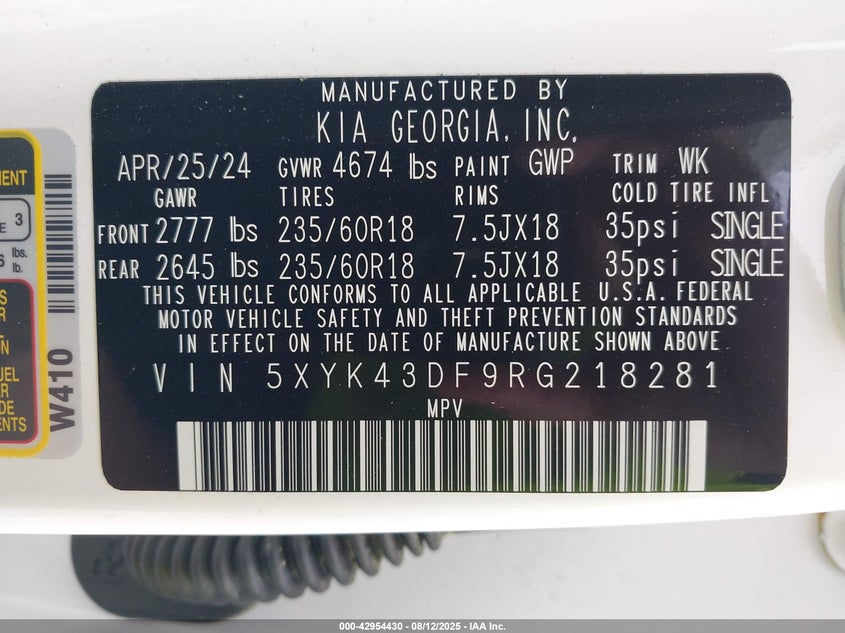 MANUFACTURED BY
KIA GEORGIA, INC.
APR/25/24 GVWR 4674 lbs PAINT GWP TRIM WK
GAWR TIRES RIMS COLD TIRE INFL
FRONT 2777 lbs 235/60R18 7.5JX18 35psi SINGLE
REAR 2645 lbs 235/60R18 7.5JX18 35psi SINGLE
THIS VEHICLE CONFORMS TO ALL APPLICABLE U.S.A. FEDERAL
MOTOR VEHICLE SAFETY AND THEFT PREVENTION STANDARDS
IN EFFECT ON THE DATE OF MANUFACTURE SHOWN ABOVE
VIN 5XYK43DF9RG218281
MPV
3
lbs.
lb.
W410
000-42954430 - 08/12/2025 - IAA Inc.